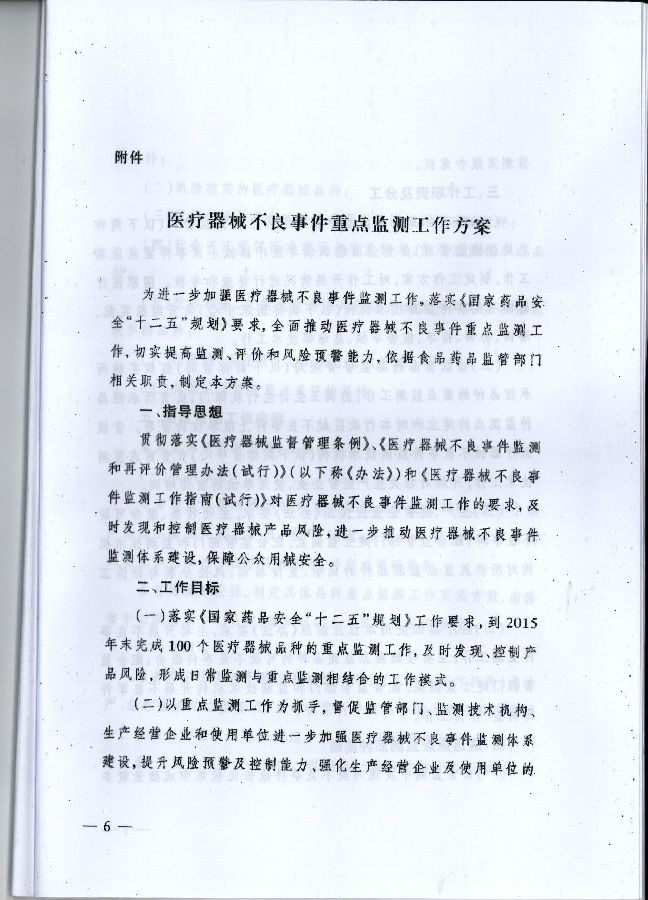 附件
医疗器械不良事件重点监测工作方案
为进一步加强医疗器械不良事件监测工作，落实《国家药品安
全“十二五”规划》要求，全面推动医疗器械不良事件重点监测工
作，切实提高监测、评价和风险预警能力，依据食品药品监管部门
相关职责，制定本方案。
一、指导思想
贯彻落实《医疗器械监督管理条例》、《医疗器械不良事件监测
和再评价管理办法（试行）》（以下称《办法》）和《医疗器械不良事
件监测工作指南（试行）》对医疗器械不良事件监测工作的要求，及
时发现和控制医疗器械产品风险，进一步推动医疗器械不良事件
监测体系建设，保障公众用械安全。
二、工作目标
（一）落实《国家药品安全“十二五”规划》工作要求，到 2015
年末完成 100 个医疗器械品种的重点监测工作，及时发现、控制产
品风险，形成日常监测与重点监测相结合的工作模式。
（二）以重点监测工作为抓手，督促监管部门、监测技术机构、
生产经营企业和使用单位进一步加强医疗器械不良事件监测体系
建设，提升风险预警及控制能力、强化生产经营企业及使用单位的
— 6 —